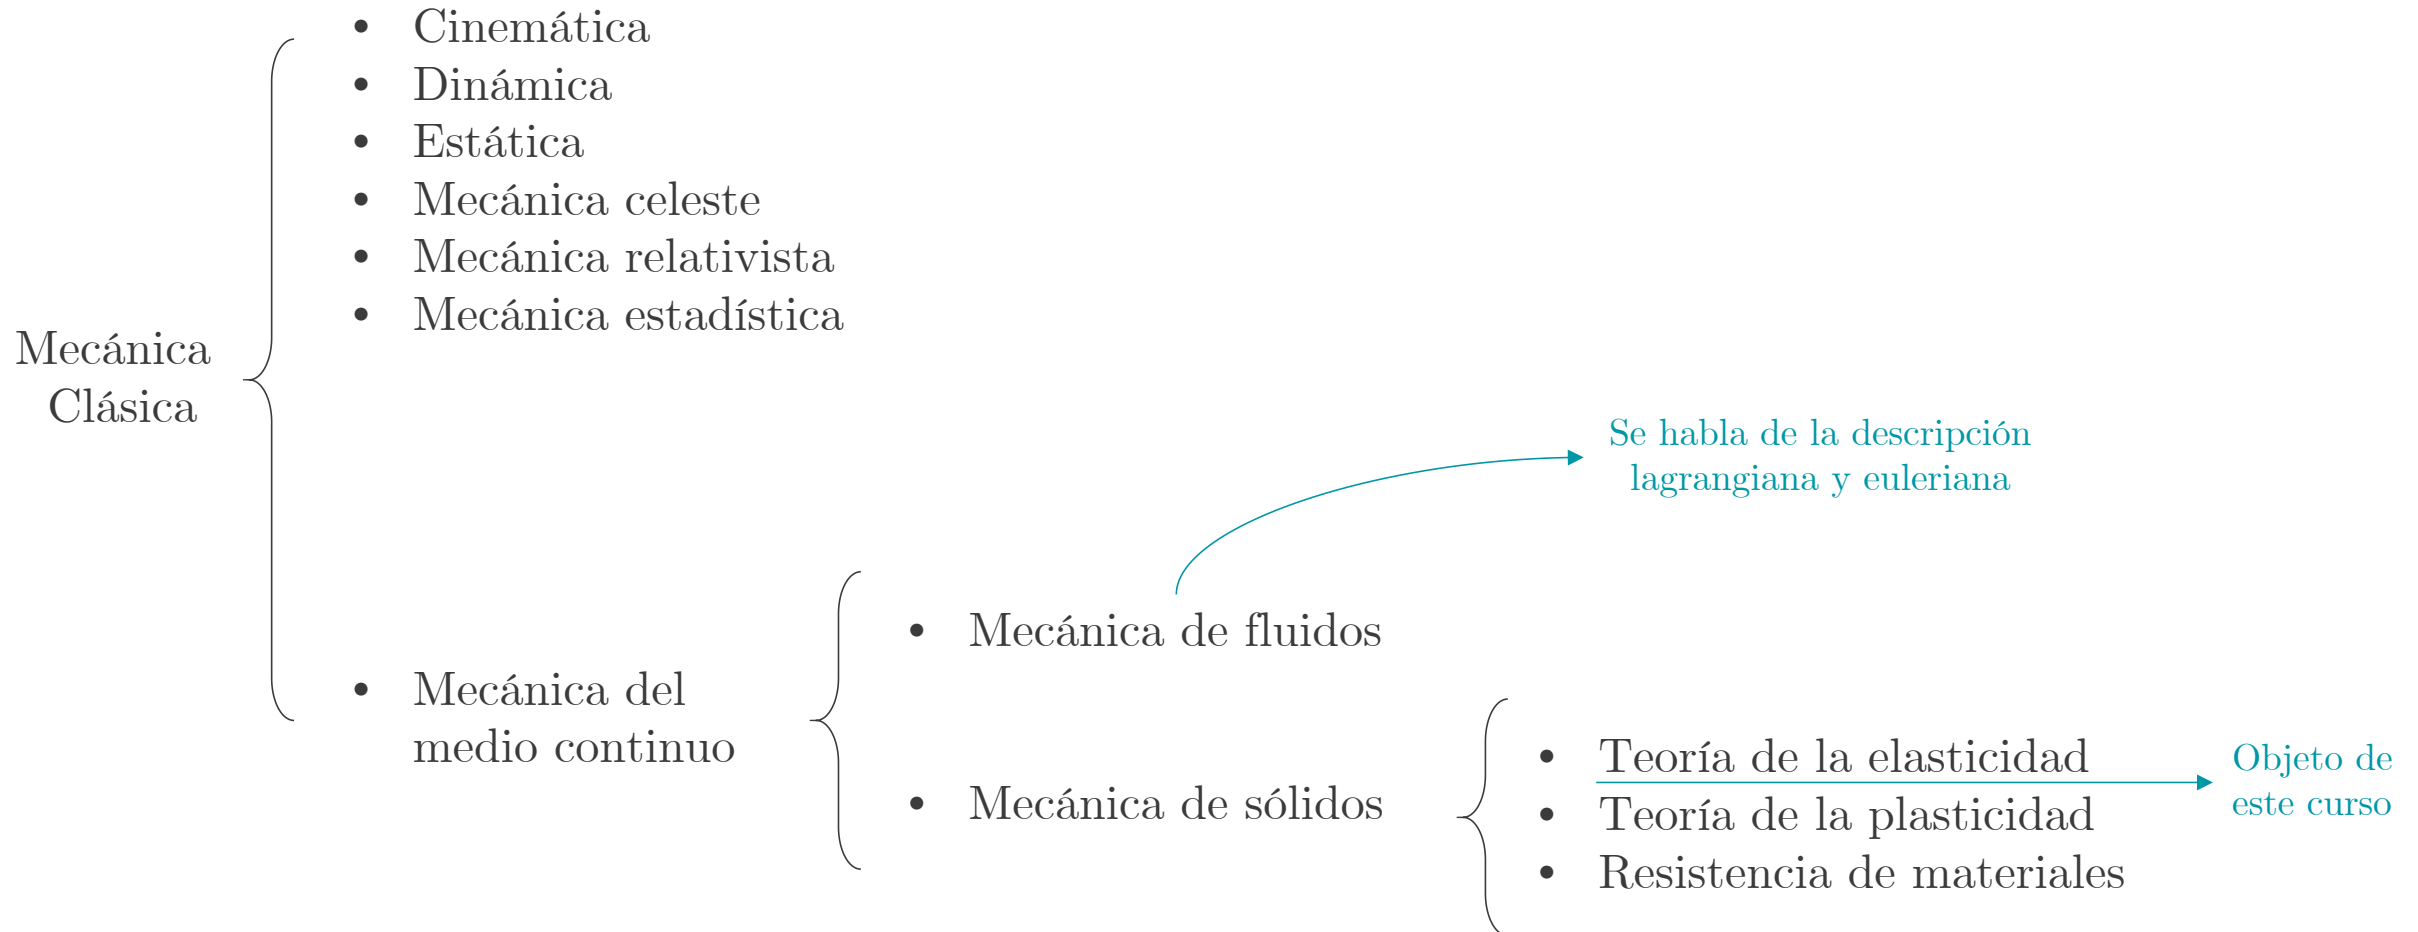 • Cinemática
• Dinámica
• Estática
• Mecánica celeste
• Mecánica relativista
• Mecánica estadística
Mecánica
Clásica
Se habla de la descripción
lagrangiana y euleriana
• Mecánica de fluidos
• Mecánica del
medio continuo
• Mecánica de sólidos
• Teoría de la elasticidad
Objeto de
este curso
• Teoría de la plasticidad
• Resistencia de materiales